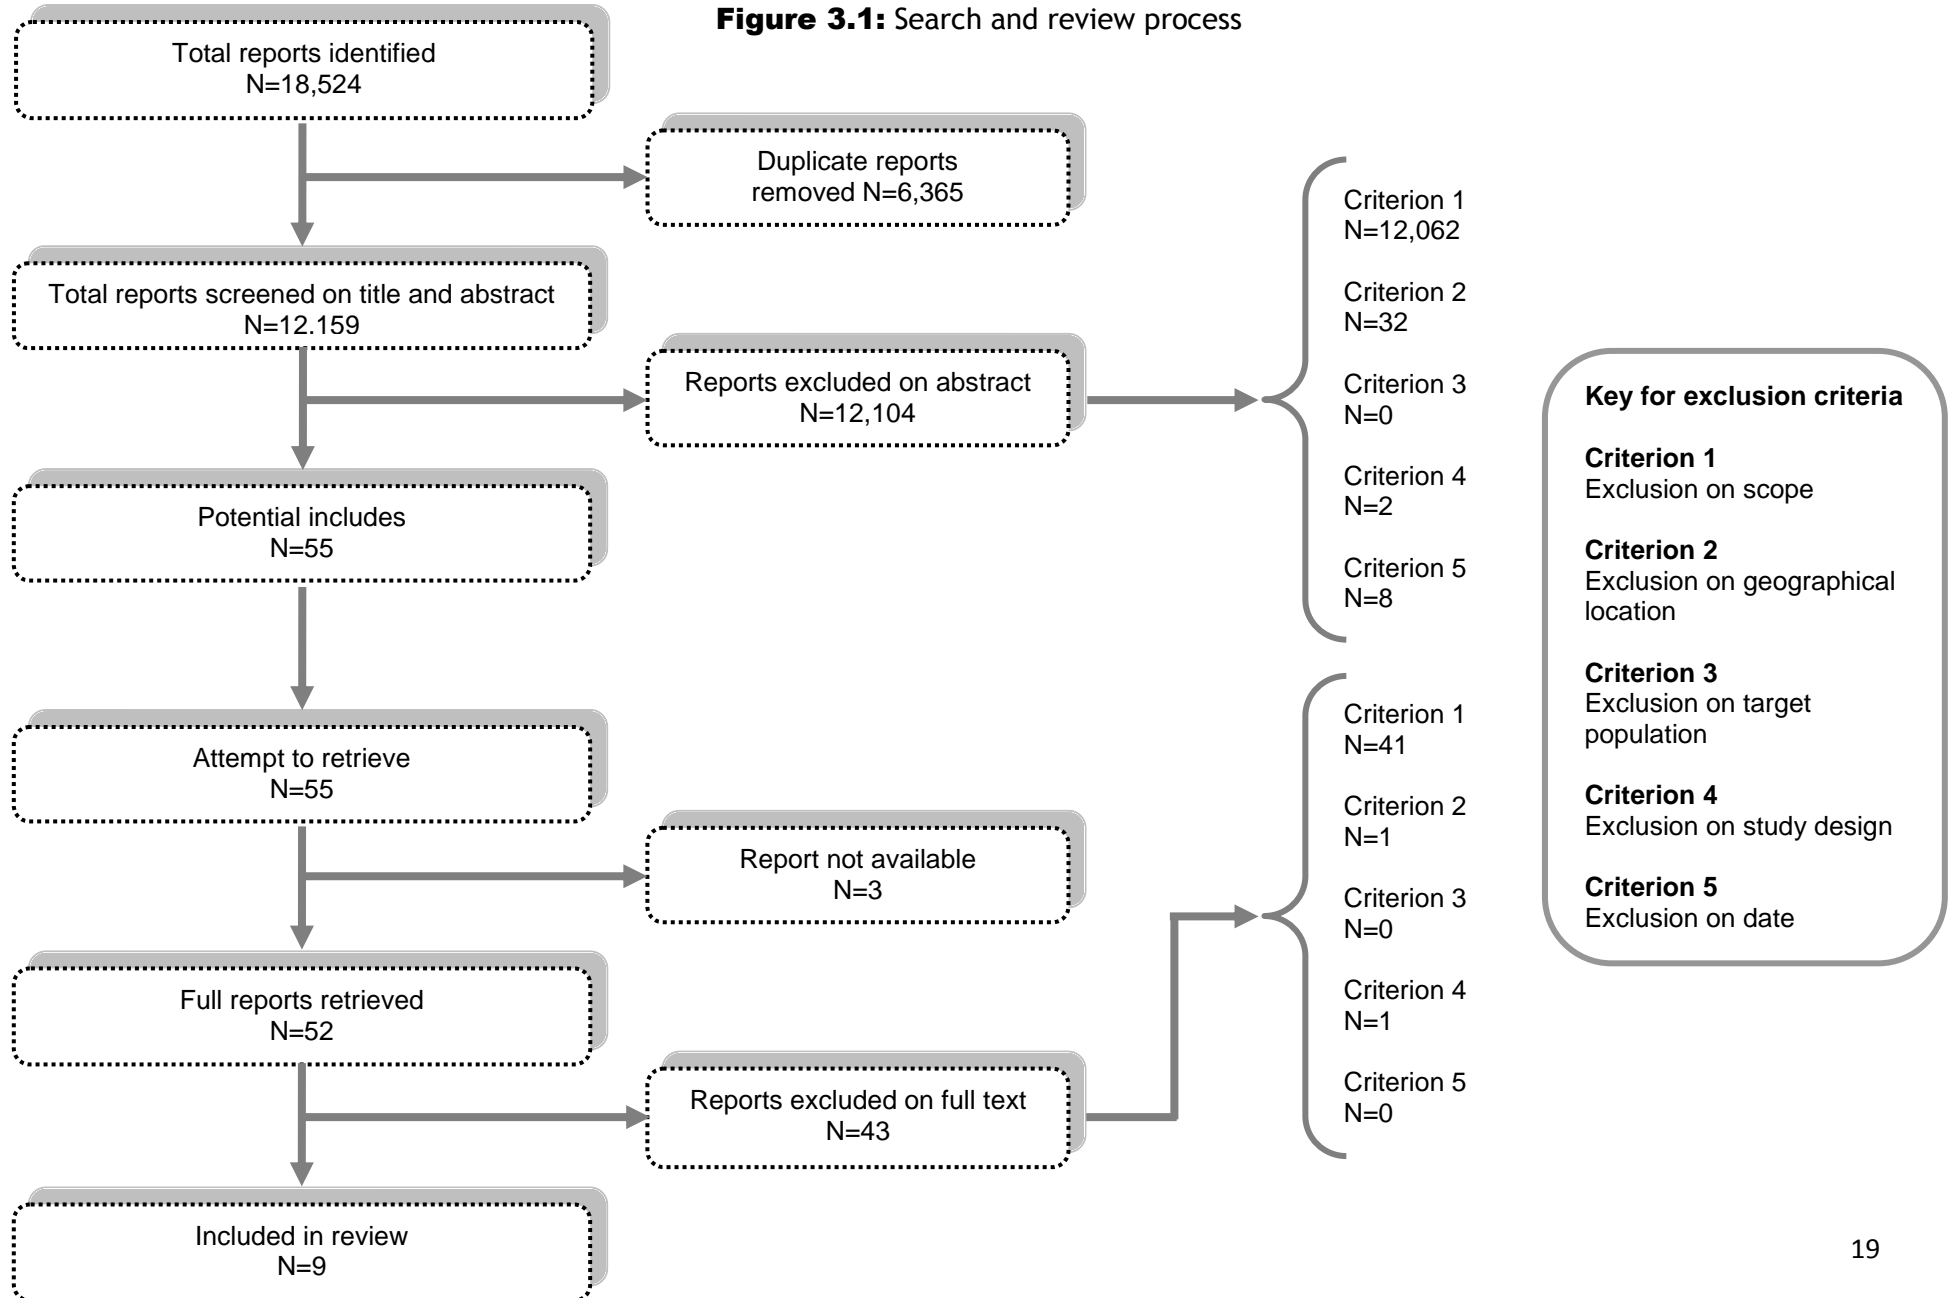 Figure 3.1: Search and review process
Total reports identified
N=18,524
Duplicate reports
removed N=6,365
Total reports screened on title and abstract
N=12.159
Reports excluded on abstract
N=12,104
Criterion 1
N=12,062
Criterion 2
N=32
Criterion 3
N=0
Criterion 4
N=2
Criterion 5
N=8
Potential includes
N=55
Attempt to retrieve
N=55
Report not available
N=3
Full reports retrieved
N=52
Reports excluded on full text
N=43
Criterion 1
N=41
Criterion 2
N=1
Criterion 3
N=0
Criterion 4
N=1
Criterion 5
N=0
Included in review
N=9
Key for exclusion criteria
Criterion 1
Exclusion on scope
Criterion 2
Exclusion on geographical
location
Criterion 3
Exclusion on target
population
Criterion 4
Exclusion on study design
Criterion 5
Exclusion on date
19